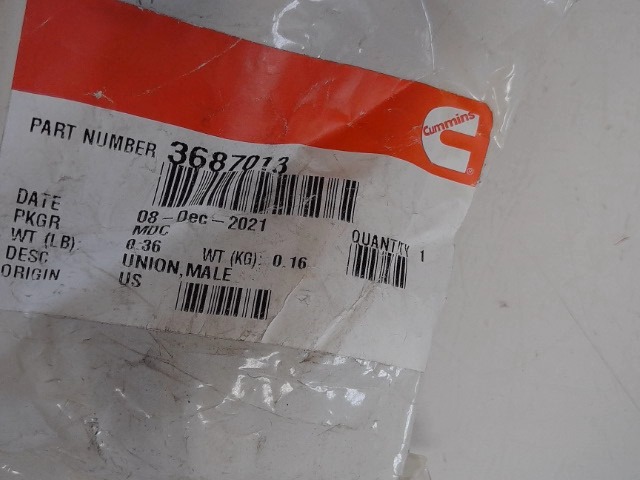 Cummins
PART NUMBER 3687013
DATE 08-Dec-2021
PKGR MDC
QUANTITY 1
WT (LB): 0.36 WT (KG): 0.16
DESC UNION, MALE
ORIGIN US